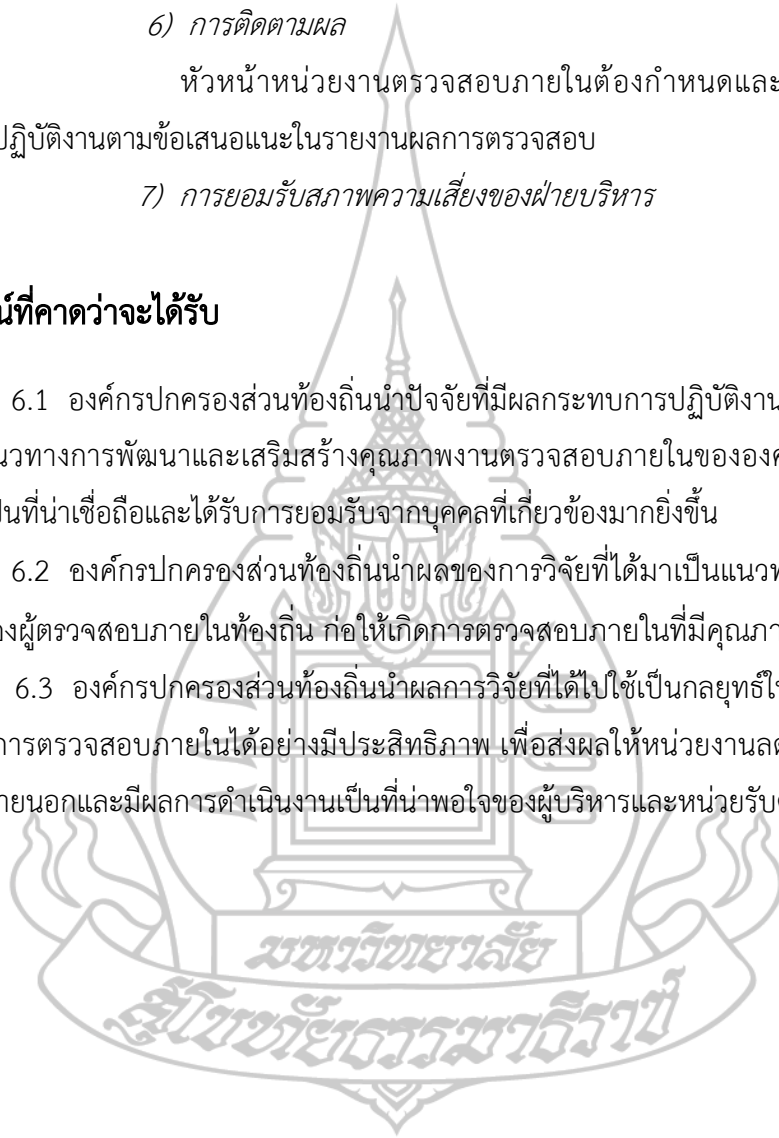 6) การติดตามผล
หัวหน้าหน่วยงานตรวจสอบภายในต้องกำหนดและ
ปฏิบัติงานตามข้อเสนอแนะในรายงานผลการตรวจสอบ
7) การยอมรับสภาพความเสี่ยงของฝ่ายบริหาร
น์ที่คาดว่าจะได้รับ
6.1 องค์กรปกครองส่วนท้องถิ่นนำปัจจัยที่มีผลกระทบการปฏิบัติงาน
นวทางการพัฒนาและเสริมสร้างคุณภาพงานตรวจสอบภายในขององค
ป็นที่น่าเชื่อถือและได้รับการยอมรับจากบุคคลที่เกี่ยวข้องมากยิ่งขึ้น
6.2 องค์กรปกครองส่วนท้องถิ่นนำผลของการวิจัยที่ได้มาเป็นแนวท
องผู้ตรวจสอบภายในท้องถิ่น ก่อให้เกิดการตรวจสอบภายในที่มีคุณภา
6.3 องค์กรปกครองส่วนท้องถิ่นนำผลการวิจัยที่ได้ไปใช้เป็นกลยุทธ์ใ
การตรวจสอบภายในได้อย่างมีประสิทธิภาพ เพื่อส่งผลให้หน่วยงานลด
ายนอกและมีผลการดำเนินงานเป็นที่น่าพอใจของผู้บริหารและหน่วยรับ
มหาวิทยาลัย
สุโขทัยธรรมาธิราช